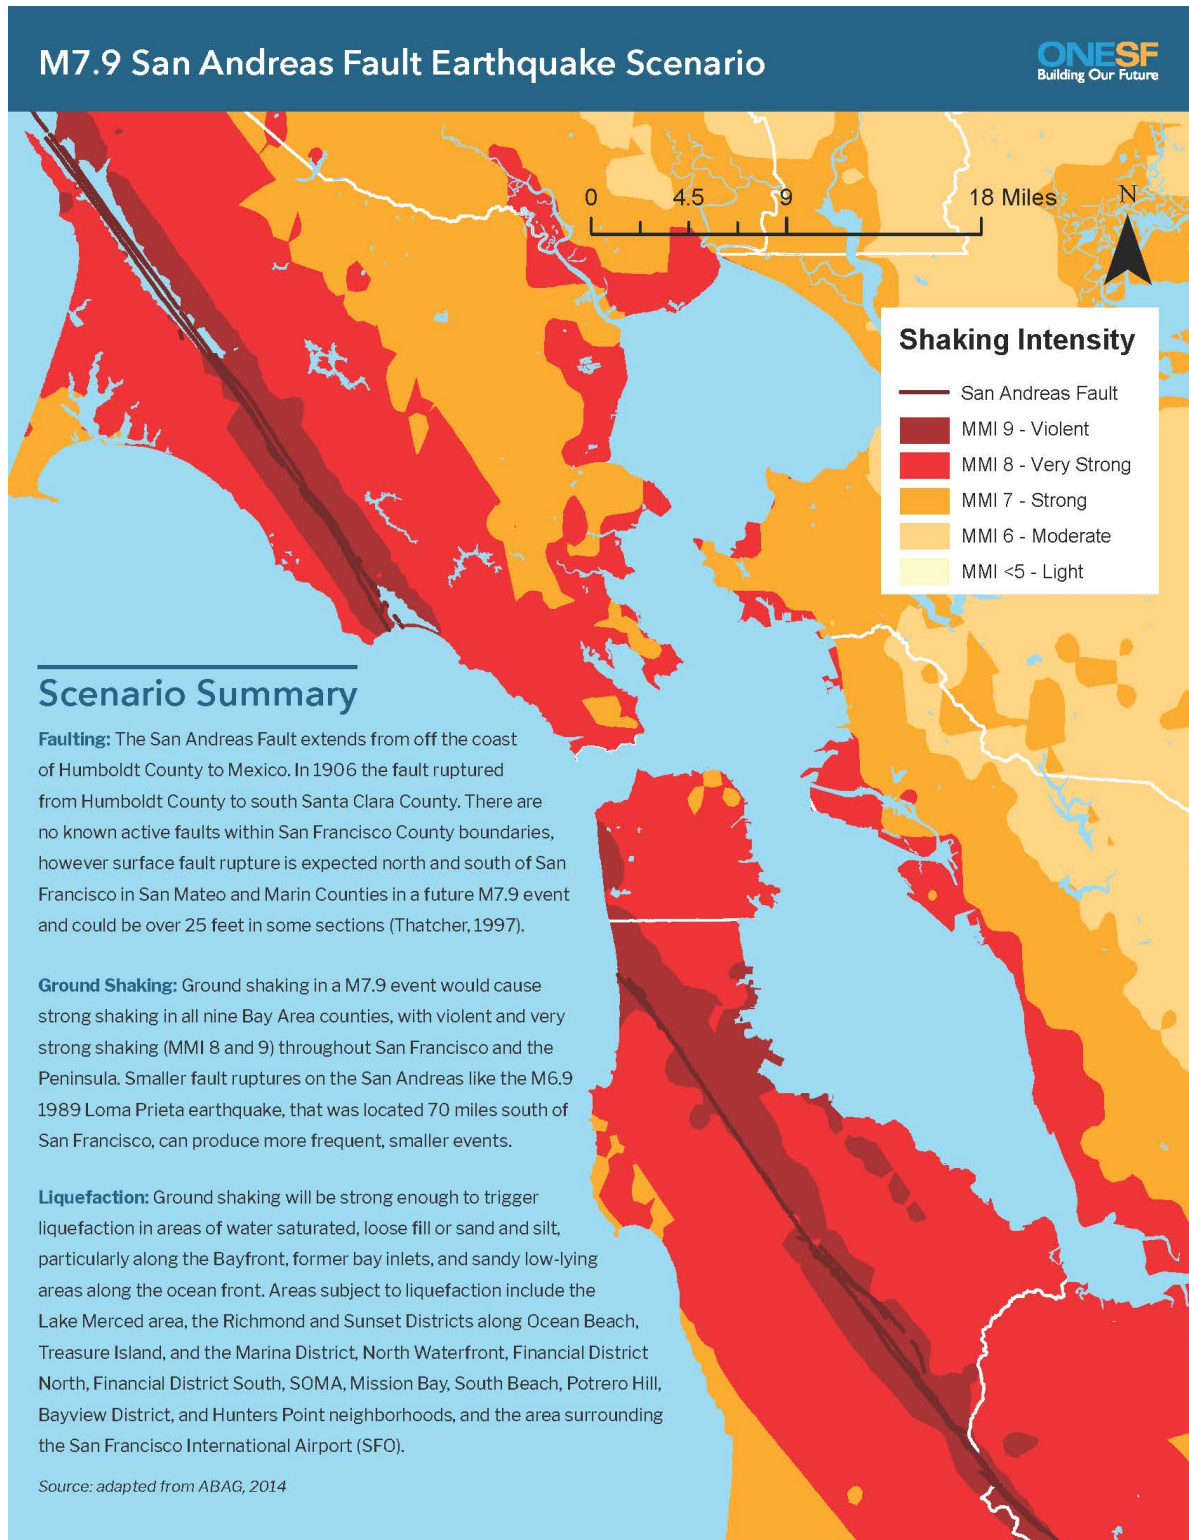 M7.9 San Andreas Fault Earthquake Scenario
ONESF
Building Our Future
0 4.5 9 18 Miles
N
Shaking Intensity
San Andreas Fault
MMI 9 - Violent
MMI 8 - Very Strong
MMI 7 - Strong
MMI 6 - Moderate
MMI <5 - Light
Scenario Summary
Faulting: The San Andreas Fault extends from off the coast
of Humboldt County to Mexico. In 1906 the fault ruptured
from Humboldt County to south Santa Clara County. There are
no known active faults within San Francisco County boundaries,
however surface fault rupture is expected north and south of San
Francisco in San Mateo and Marin Counties in a future M7.9 event
and could be over 25 feet in some sections (Thatcher, 1997).
Ground Shaking: Ground shaking in a M7.9 event would cause
strong shaking in all nine Bay Area counties, with violent and very
strong shaking (MMI 8 and 9) throughout San Francisco and the
Peninsula. Smaller fault ruptures on the San Andreas like the M6.9
1989 Loma Prieta earthquake, that was located 70 miles south of
San Francisco, can produce more frequent, smaller events.
Liquefaction: Ground shaking will be strong enough to trigger
liquefaction in areas of water saturated, loose fill or sand and silt,
particularly along the Bayfront, former bay inlets, and sandy low-lying
areas along the ocean front. Areas subject to liquefaction include the
Lake Merced area, the Richmond and Sunset Districts along Ocean Beach,
Treasure Island, and the Marina District, North Waterfront, Financial District
North, Financial District South, SOMA, Mission Bay, South Beach, Potrero Hill,
Bayview District, and Hunters Point neighborhoods, and the area surrounding
the San Francisco International Airport (SFO).
Source: adapted from ABAG, 2014